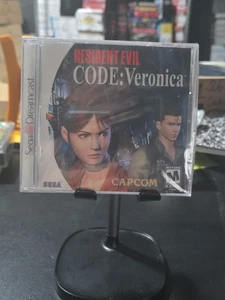 RESIDENT EVIL
CODE:Veronica
Sega Dreamcast
SEGA
CAPCOM
M